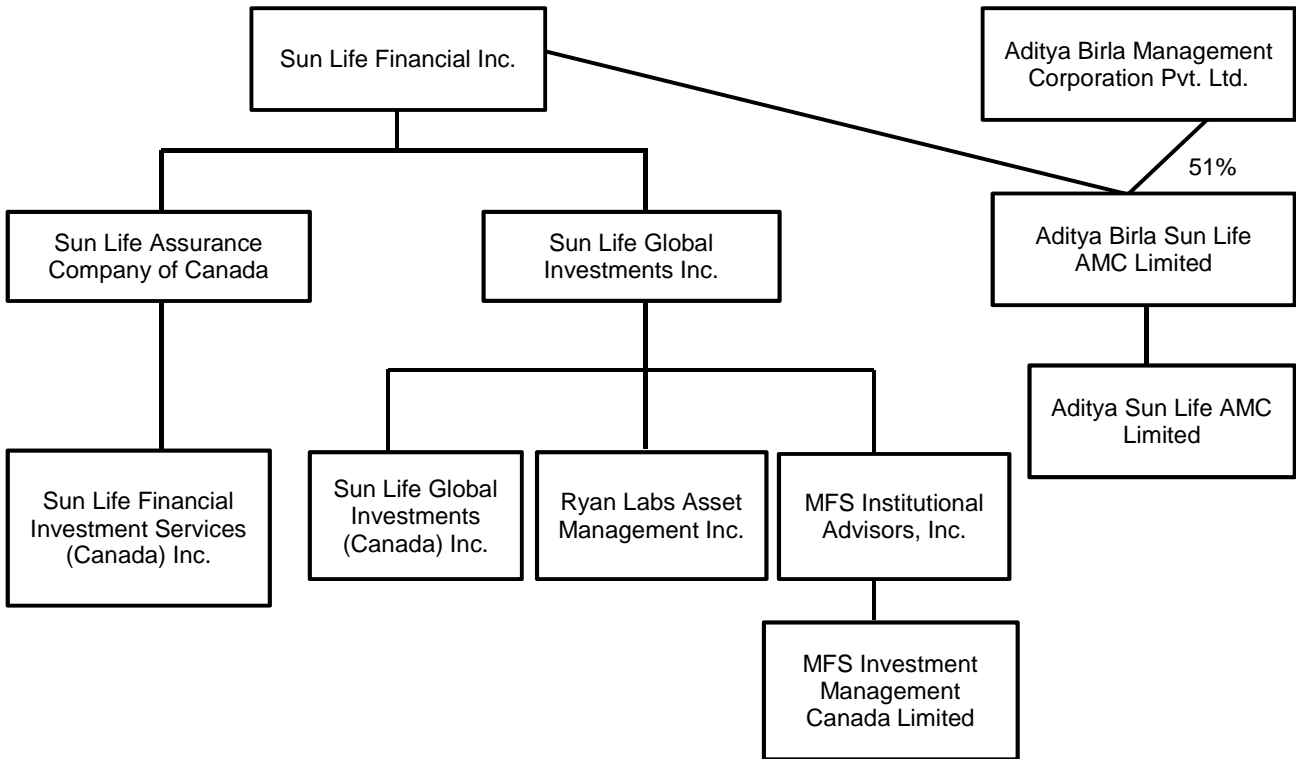 Sun Life Financial Inc.
Aditya Birla Management
Corporation Pvt. Ltd.
51%
Sun Life Assurance
Company of Canada
Sun Life Global
Investments Inc.
Aditya Birla Sun Life
AMC Limited
Aditya Sun Life AMC
Limited
Sun Life Financial
Investment Services
(Canada) Inc.
Sun Life Global
Investments
(Canada) Inc.
Ryan Labs Asset
Management Inc.
MFS Institutional
Advisors, Inc.
MFS Investment
Management
Canada Limited